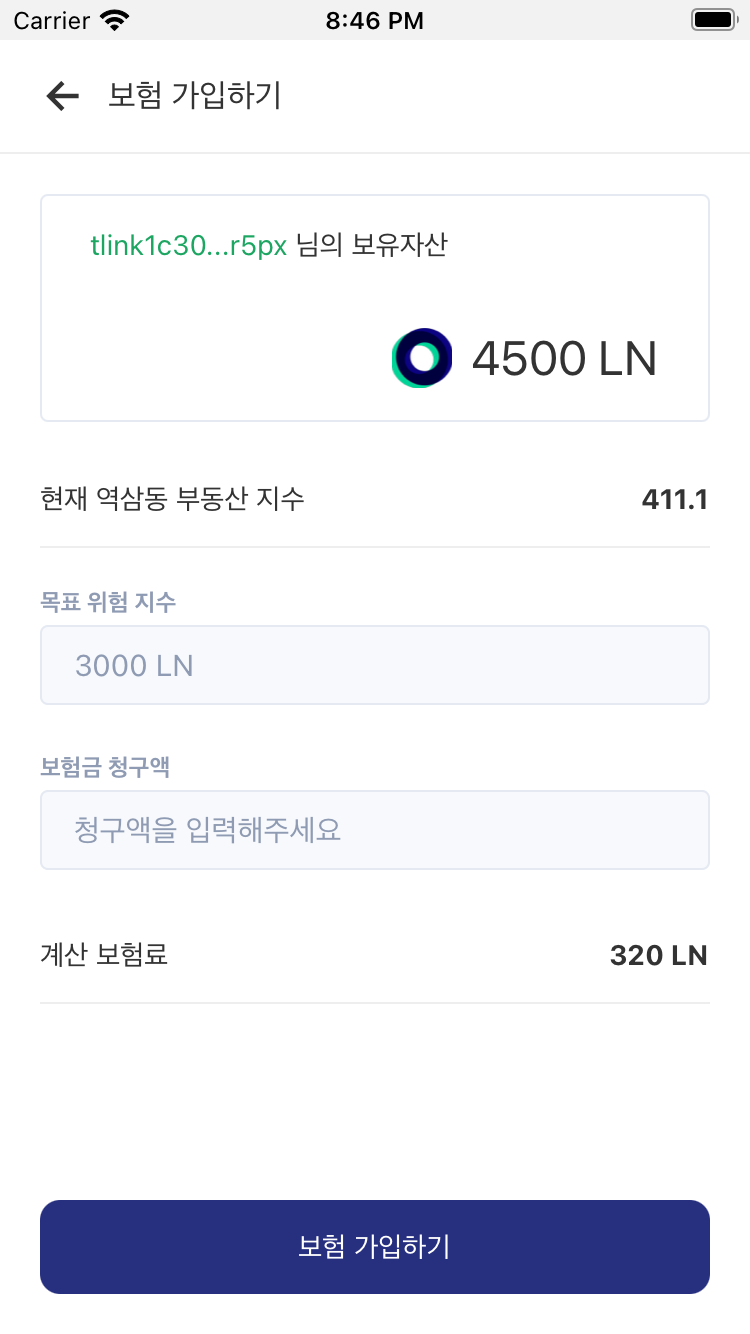 Carrier 8:46 PM
보험 가입하기
tlink1c30...r5px 님의 보유자산
4500 LN
현재 역삼동 부동산 지수 411.1
목표 위험 지수
3000 LN
보험금 청구액
청구액을 입력해주세요
계산 보험료 320 LN
보험 가입하기